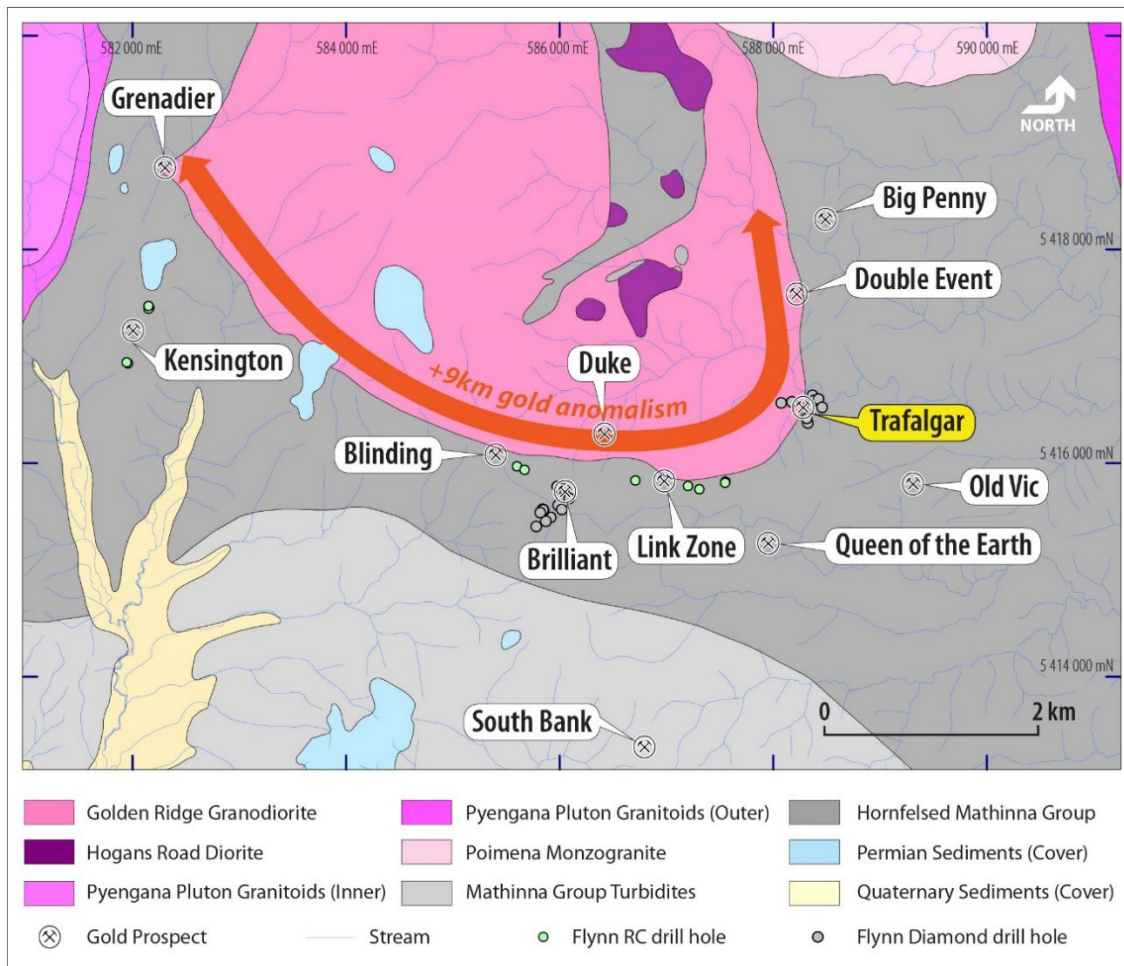 582 000 mE
584 000 mE
586 000 mE
588 000 mE
590 000 mE
Grenadier
NORTH
Big Penny
5 418 000 mN
Double Event
Kensington
Duke
+9km gold anomalism
Trafalgar
Blinding
5 416 000 mN
Old Vic
Brilliant
Link Zone
Queen of the Earth
5 414 000 mN
South Bank
0 2 km
Golden Ridge Granodiorite
Pyengana Pluton Granitoids (Outer)
Hornfelsed Mathinna Group
Hogans Road Diorite
Poimena Monzogranite
Permian Sediments (Cover)
Pyengana Pluton Granitoids (Inner)
Mathinna Group Turbidites
Quaternary Sediments (Cover)
Gold Prospect
Stream
Flynn RC drill hole
Flynn Diamond drill hole